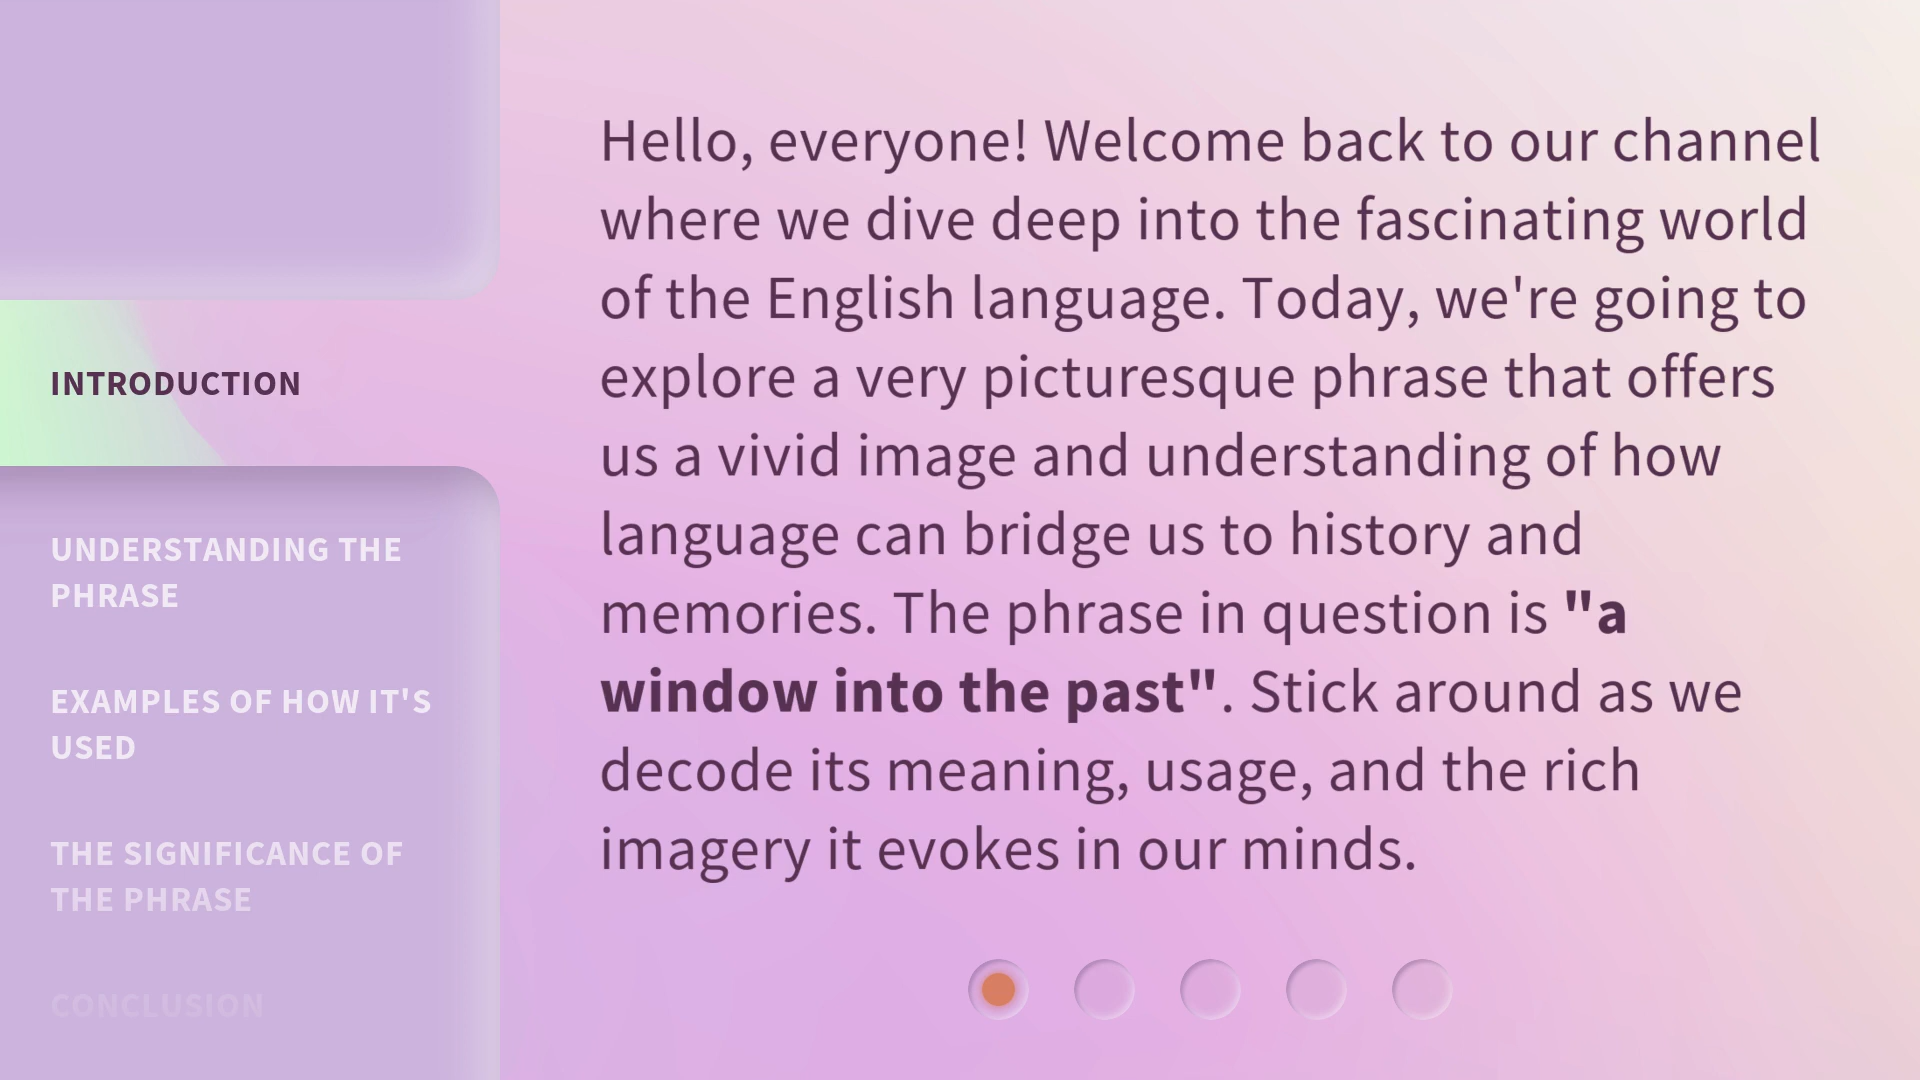 INTRODUCTION
UNDERSTANDING THE
PHRASE
EXAMPLES OF HOW IT'S
USED
THE SIGNIFICANCE OF
THE PHRASE
CONCLUSION
Hello, everyone! Welcome back to our channel
where we dive deep into the fascinating world
of the English language. Today, we're going to
explore a very picturesque phrase that offers
us a vivid image and understanding of how
language can bridge us to history and
memories. The phrase in question is "a
window into the past". Stick around as we
decode its meaning, usage, and the rich
imagery it evokes in our minds.